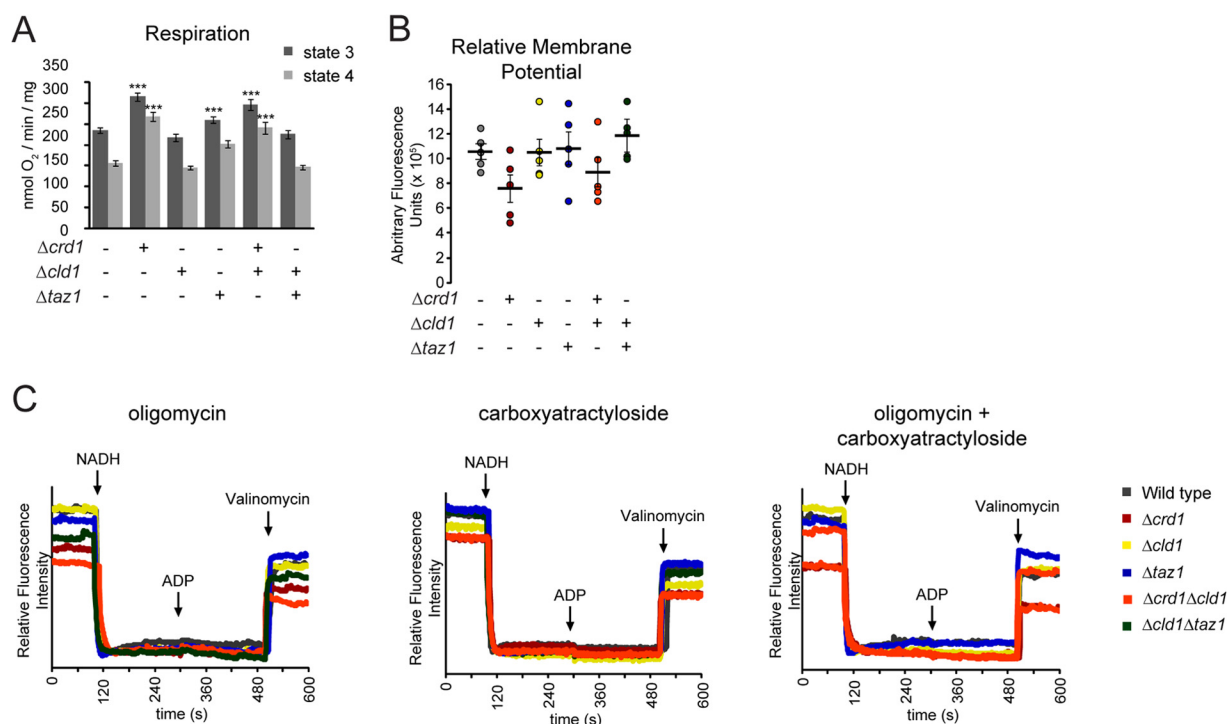 A
Respiration
state 3
state 4
nmol O2 / min / mg
350
300
250
200
150
100
50
0
***
***
***
***
***
Δcrd1 - + - - + -
Δcld1 - - + - + +
Δtaz1 - - - + - +
B
Relative Membrane
Potential
Abritrary Fluorescence
Units (x 10⁵)
16
14
12
10
8
6
4
2
0
Δcrd1 - + - - + -
Δcld1 - - + - + +
Δtaz1 - - - + - +
C
oligomycin
NADH
Valinomycin
ADP
Relative Fluorescence
Intensity
0 120 240 360 480 600
time (s)
carboxyatractyloside
NADH
Valinomycin
ADP
Relative Fluorescence
Intensity
0 120 240 360 480 600
time (s)
oligomycin +
carboxyatractyloside
NADH
Valinomycin
ADP
Relative Fluorescence
Intensity
0 120 240 360 480 600
time (s)
Wild type
Δcrd1
Δcld1
Δtaz1
Δcrd1Δcld1
Δcld1Δtaz1